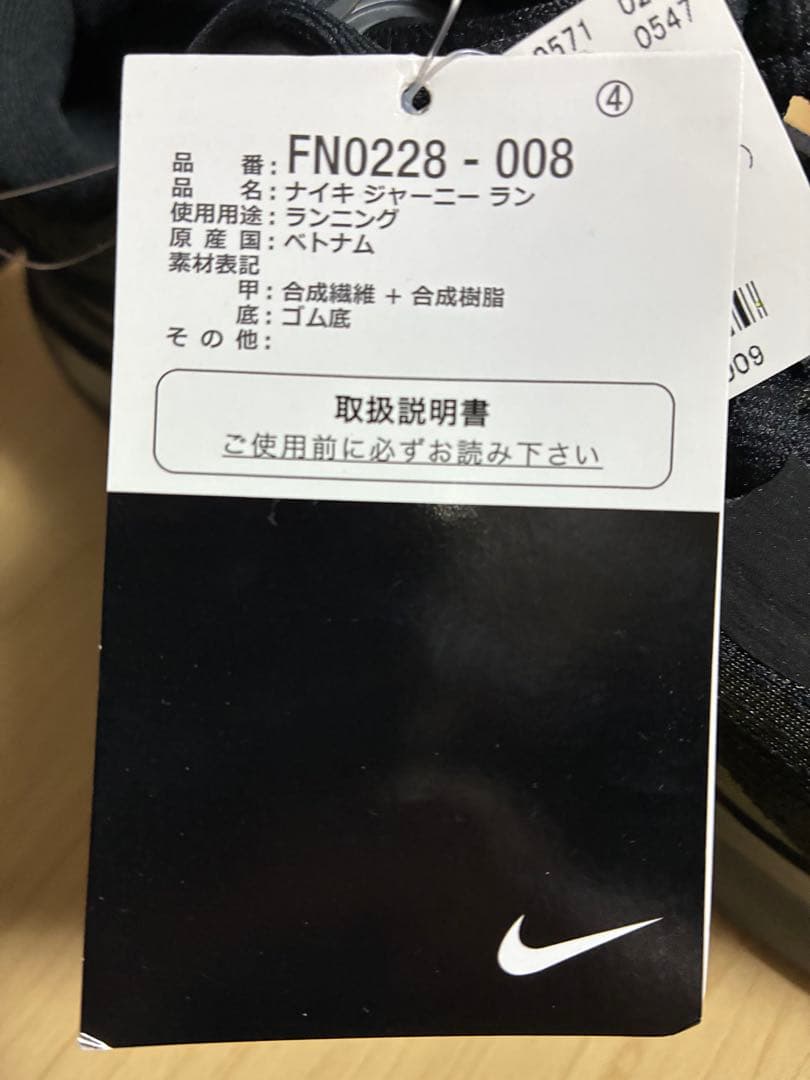 ④
0571
0547
品 番: FN0228 - 008
品 名: ナイキ ジャーニー ラン
使用用途: ランニング
原 産 国: ベトナム
素材表記
甲: 合成繊維 + 合成樹脂
底: ゴム底
そ の 他:
取扱説明書
ご使用前に必ずお読み下さい